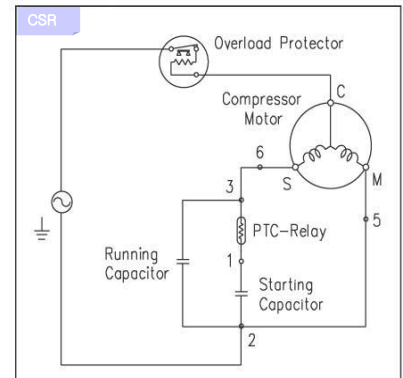 CSR
Overload Protector
C
Compressor
Motor
6
S
M
3
5
PTC-Relay
1
Running
Capacitor
Starting
Capacitor
2